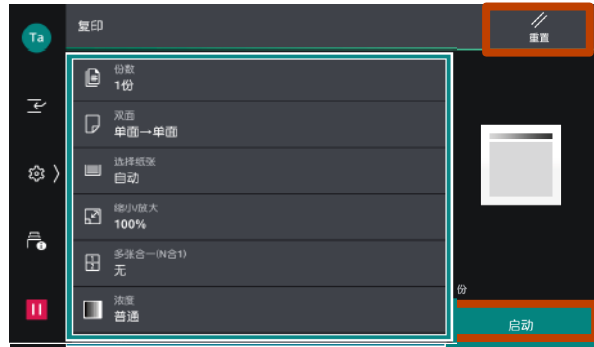 Ta
复印
重置
份数
1份
双面
单面→单面
选择纸张
自动
缩小/放大
100%
多张合一(N合1)
无
浓度
普通
份
启动